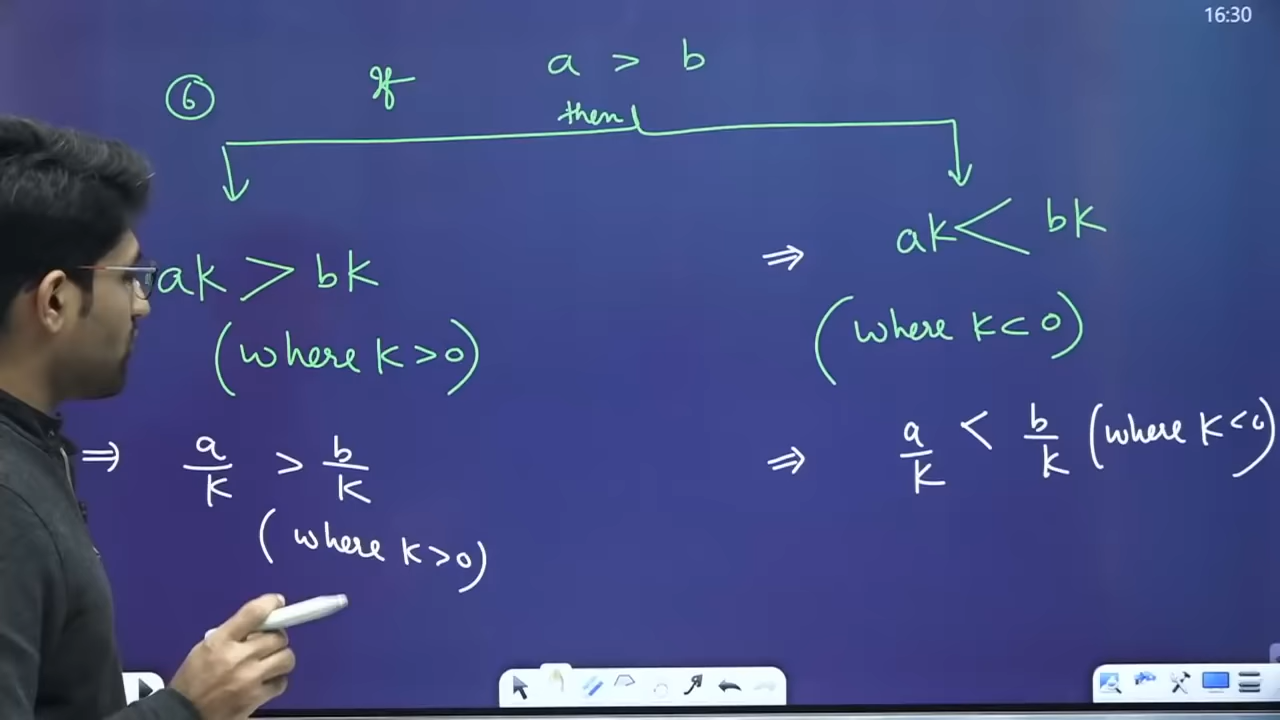 16:30
⑥ If a > b
then
ak > bk
(where k > 0)
⇒ a/k > b/k
(where k > 0)
⇒ ak < bk
(where k < 0)
⇒ a/k < b/k (where k < 0)